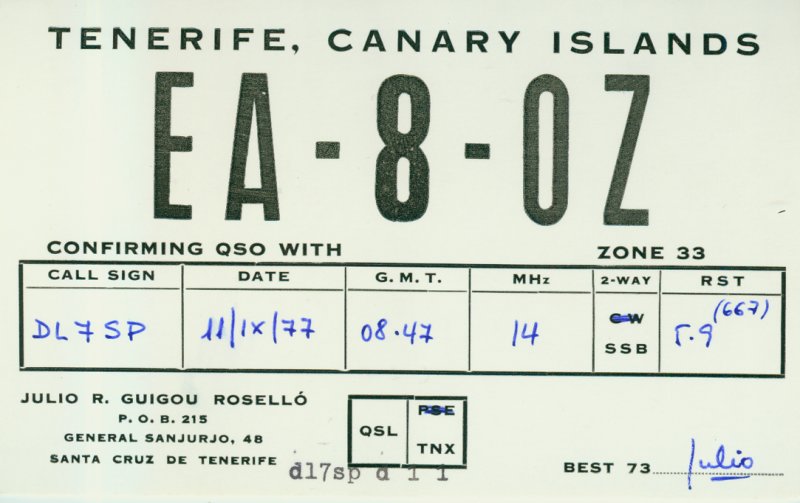 TENERIFE, CANARY ISLANDS
EA-8-OZ
CONFIRMING QSO WITH ZONE 33
CALL SIGN DATE G.M.T. MHz 2-WAY RST
DL7SP 11/IX/77 08.47 14 CW SSB 5.9 (667)
JULIO R. GUIGOU ROSELLÓ
P.O.B. 215
GENERAL SANJURJO, 48
SANTA CRUZ DE TENERIFE
QSL PSE TNX
dl7sp d 1 1
BEST 73 Julio